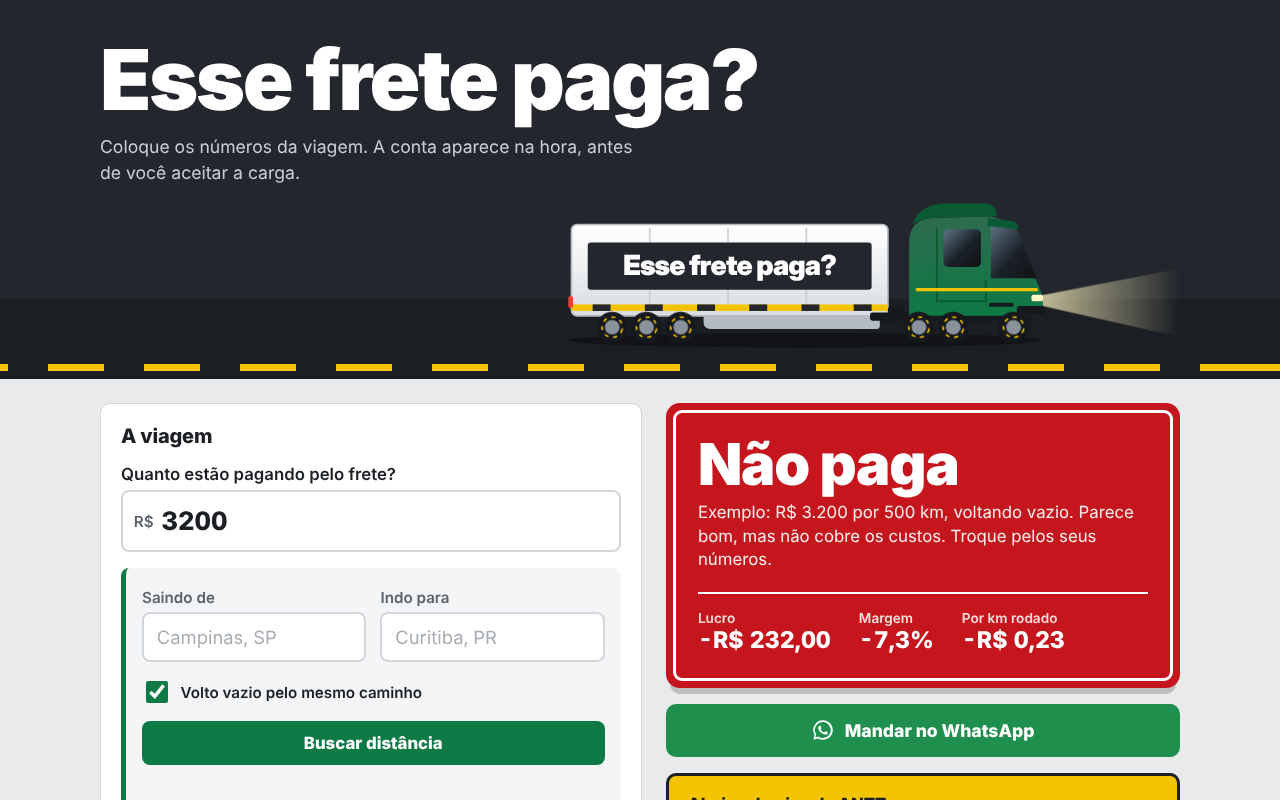 Esse frete paga?
Coloque os números da viagem. A conta aparece na hora, antes
de você aceitar a carga.
Esse frete paga?
A viagem
Quanto estão pagando pelo frete?
R$ 3200
Saindo de
Indo para
Campinas, SP
Curitiba, PR
Volto vazio pelo mesmo caminho
Buscar distância
Não paga
Exemplo: R$ 3.200 por 500 km, voltando vazio. Parece
bom, mas não cobre os custos. Troque pelos seus
números.
Lucro
Margem
Por km rodado
-R$ 232,00
-7,3%
-R$ 0,23
Mandar no WhatsApp